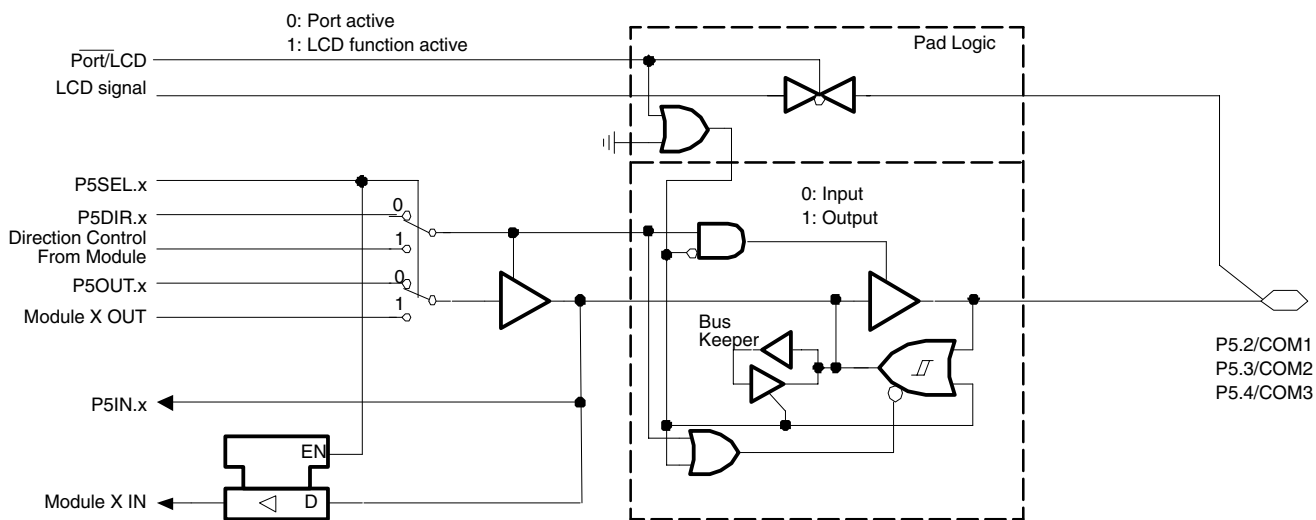 0: Port active
1: LCD function active
Pad Logic
Port/LCD
LCD signal
P5SEL.x
0: Input
1: Output
P5DIR.x
0
Direction Control
From Module
1
P5OUT.x
0
Module X OUT
1
Bus
Keeper
P5.2/COM1
P5.3/COM2
P5.4/COM3
P5IN.x
EN
Module X IN
D